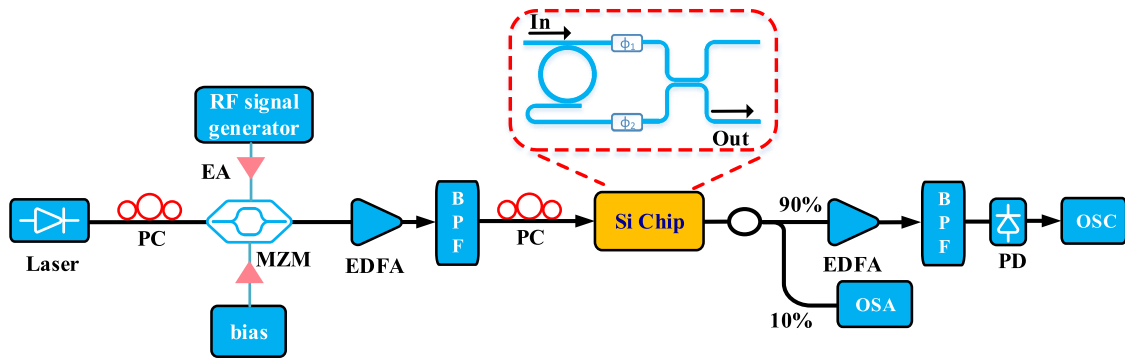 In
ϕ₁
ϕ₂
Out
RF signal
generator
EA
Laser
PC
MZM
bias
EDFA
B
P
F
PC
Si Chip
90%
10%
EDFA
OSA
B
P
F
PD
OSC